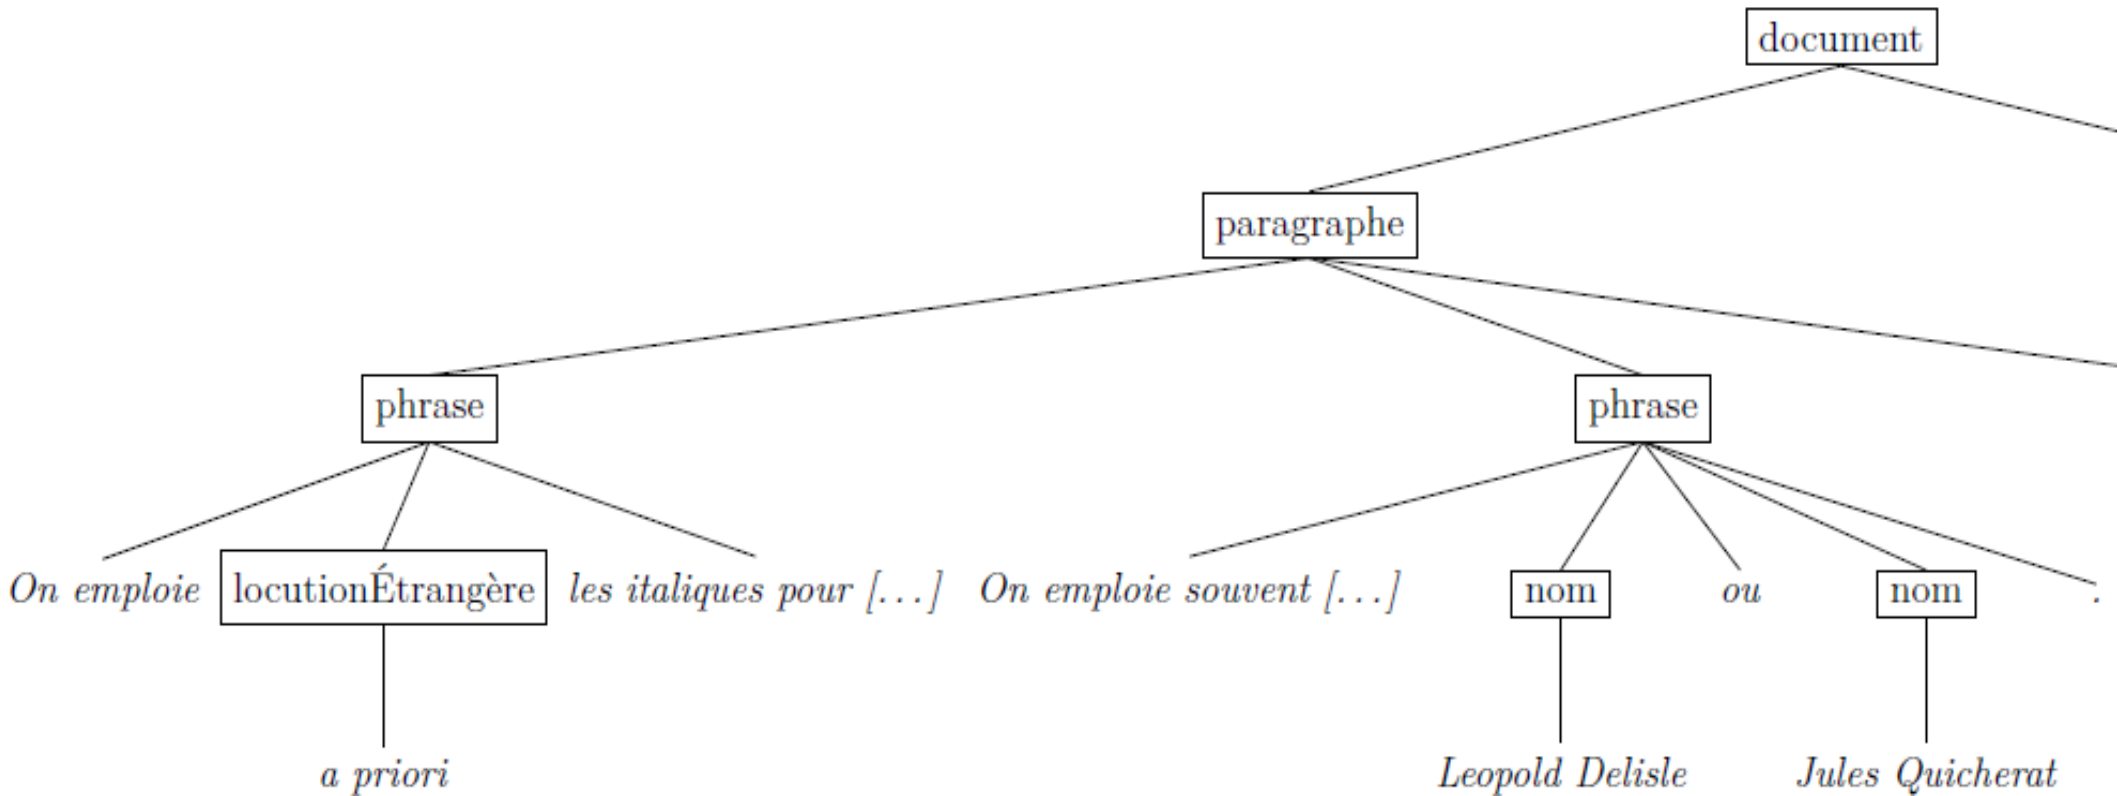 document
paragraphe
phrase phrase
On emploie locutionÉtrangère les italiques pour [...] On emploie souvent [...] nom ou nom .
a priori Leopold Delisle Jules Quicherat